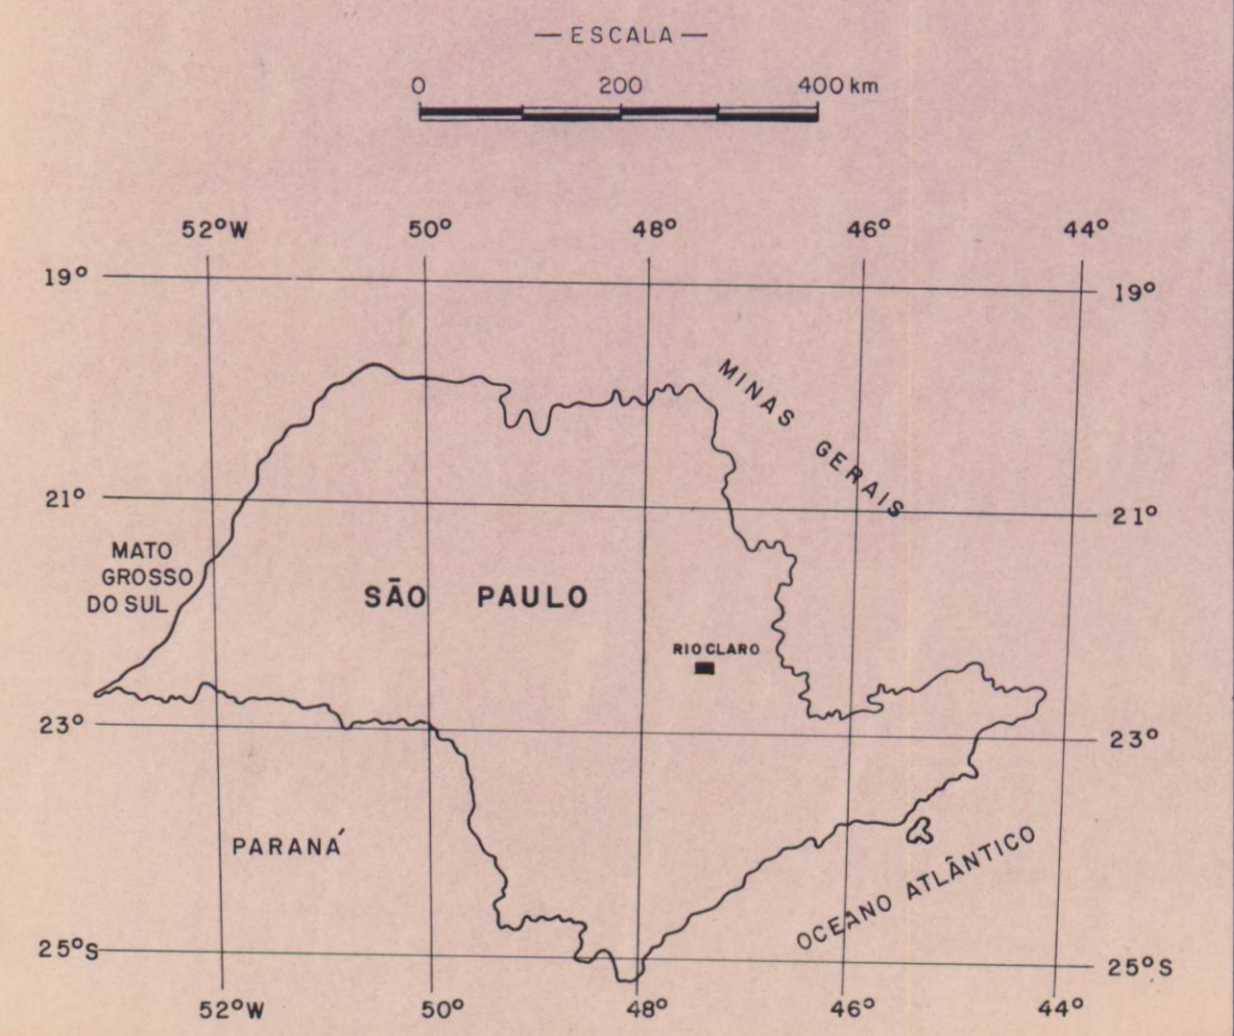 — ESCALA —
0 200 400 km
52°W 50° 48° 46° 44°
19° 19°
MINAS GERAIS
21° 21°
MATO
GROSSO
DO SUL
SÃO PAULO
RIO CLARO
23° 23°
PARANÁ
OCEANO ATLÂNTICO
25°S 25°S
52°W 50° 48° 46° 44°